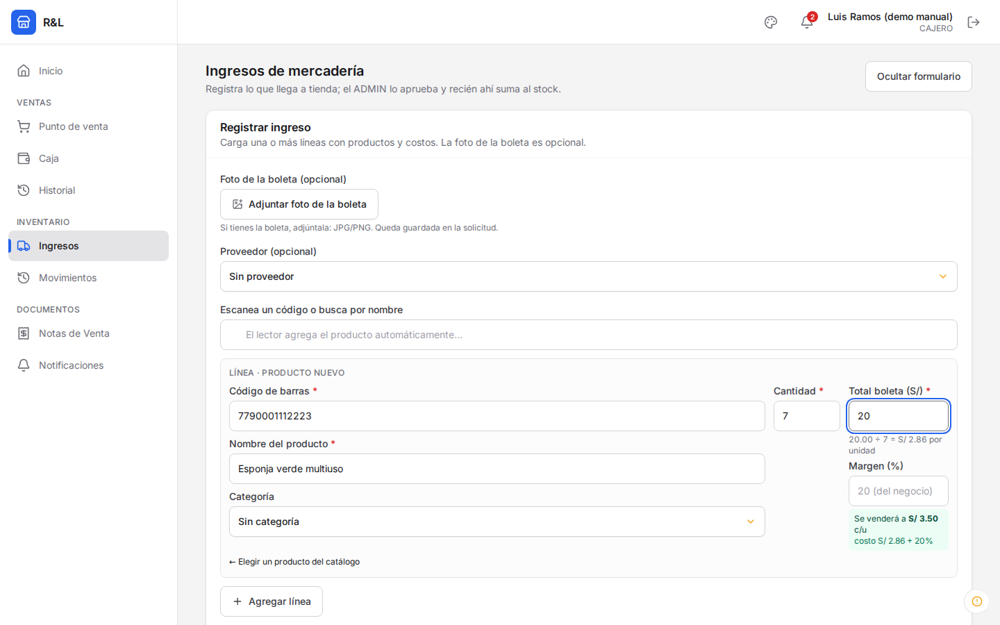 R&L
2
Luis Ramos (demo manual)
CAJERO
Inicio
VENTAS
Punto de venta
Caja
Historial
INVENTARIO
Ingresos
Movimientos
DOCUMENTOS
Notas de Venta
Notificaciones
Ingresos de mercadería
Registra lo que llega a tienda; el ADMIN lo aprueba y recién ahí suma al stock.
Ocultar formulario
Registrar ingreso
Carga una o más líneas con productos y costos. La foto de la boleta es opcional.
Foto de la boleta (opcional)
Adjuntar foto de la boleta
Si tienes la boleta, adjúntala: JPG/PNG. Queda guardada en la solicitud.
Proveedor (opcional)
Sin proveedor
Escanea un código o busca por nombre
El lector agrega el producto automáticamente...
LÍNEA · PRODUCTO NUEVO
Código de barras *
7790001112223
Cantidad *
7
Total boleta (S/) *
20
20.00 ÷ 7 = S/ 2.86 por
unidad
Nombre del producto *
Esponja verde multiuso
Margen (%)
20 (del negocio)
Categoría
Sin categoría
Se venderá a S/ 3.50
c/u
costo S/ 2.86 + 20%
← Elegir un producto del catálogo
+ Agregar línea